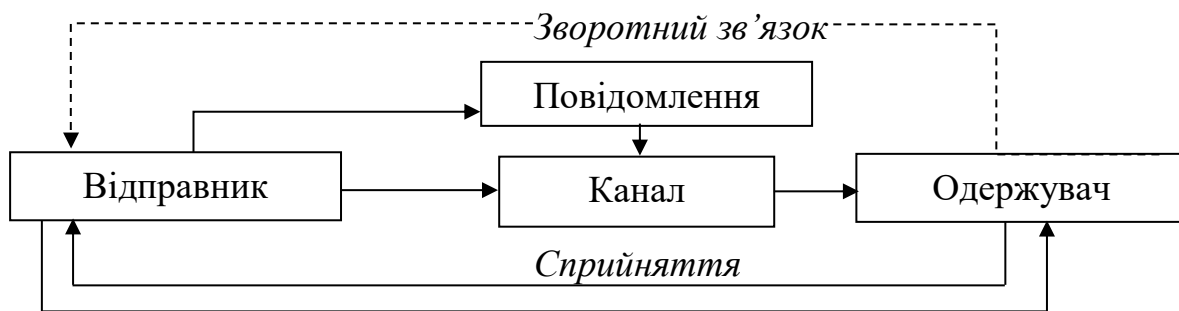 Зворотний зв’язок
Повідомлення
Відправник
Канал
Одержувач
Сприйняття